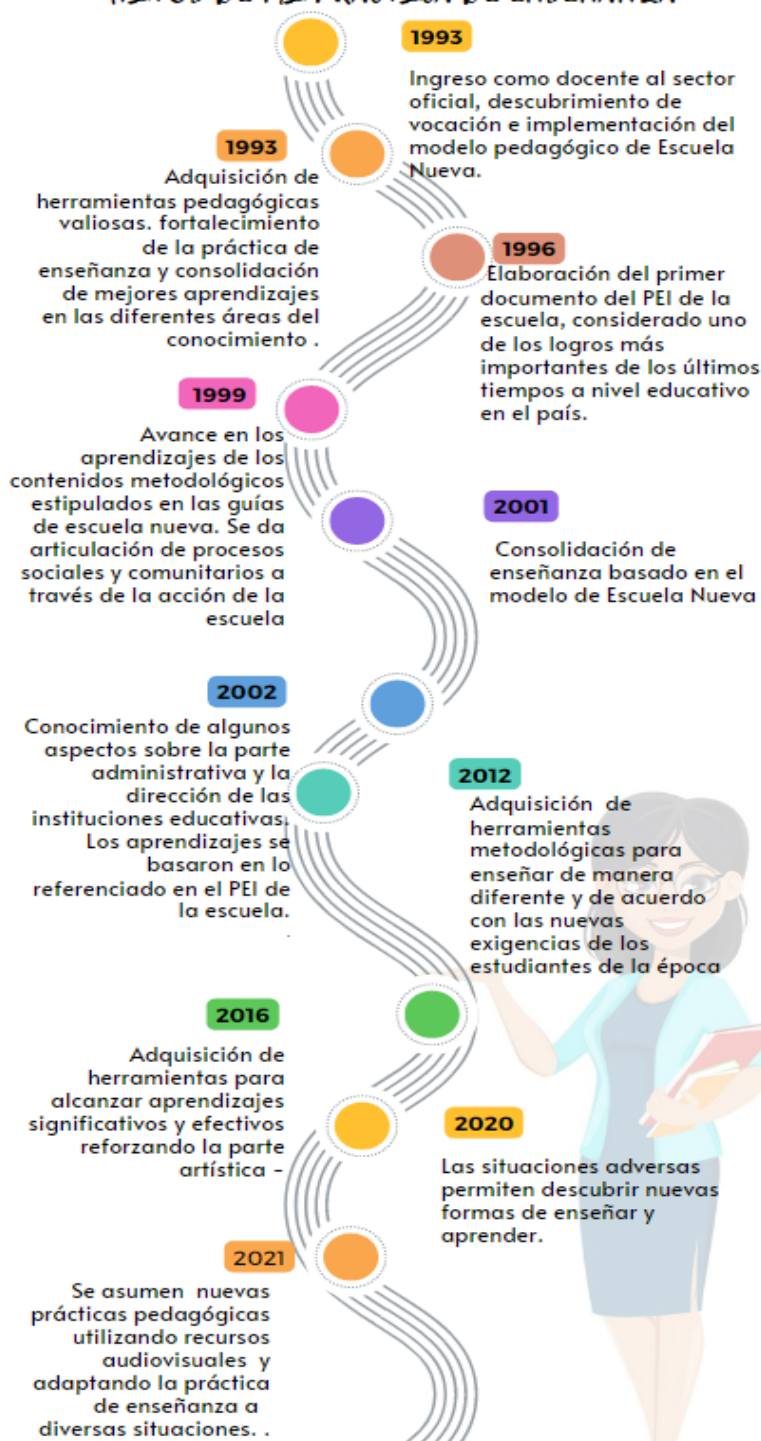 1993
Ingreso como docente al sector
oficial, descubrimiento de
vocación e implementación del
modelo pedagógico de Escuela
Nueva.
1993
Adquisición de
herramientas pedagógicas
valiosas. fortalecimiento
de la práctica de
enseñanza y consolidación
de mejores aprendizajes
en las diferentes áreas del
conocimiento .
1996
Elaboración del primer
documento del PEI de la
escuela, considerado uno
de los logros más
importantes de los últimos
tiempos a nivel educativo
en el país.
1999
Avance en los
aprendizajes de los
contenidos metodológicos
estipulados en las guías
de escuela nueva. Se da
articulación de procesos
sociales y comunitarios a
través de la acción de la
escuela
2001
Consolidación de
enseñanza basado en el
modelo de Escuela Nueva
2002
Conocimiento de algunos
aspectos sobre la parte
administrativa y la
dirección de las
instituciones educativas.
Los aprendizajes se
basaron en lo
referenciado en el PEI de
la escuela.
.
2012
Adquisición de
herramientas
metodológicas para
enseñar de manera
diferente y de acuerdo
con las nuevas
exigencias de los
estudiantes de la época
2016
Adquisición de
herramientas para
alcanzar aprendizajes
significativos y efectivos
reforzando la parte
artística -
2020
Las situaciones adversas
permiten descubrir nuevas
formas de enseñar y
aprender.
2021
Se asumen nuevas
prácticas pedagógicas
utilizando recursos
audiovisuales y
adaptando la práctica
de enseñanza a
diversas situaciones. .